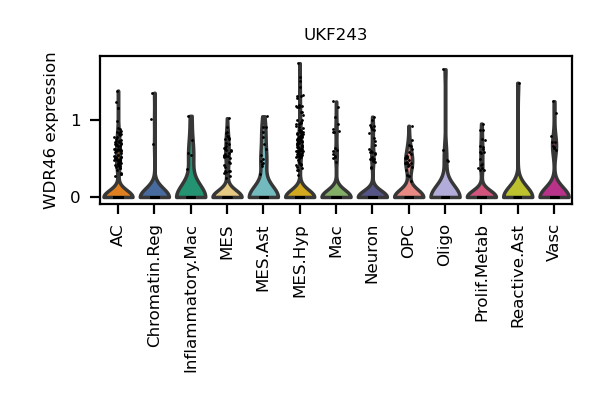 UKF243
WDR46 expression
1
0
AC
Chromatin.Reg
Inflammatory.Mac
MES
MES.Ast
MES.Hyp
Mac
Neuron
OPC
Oligo
Prolif.Metab
Reactive.Ast
Vasc